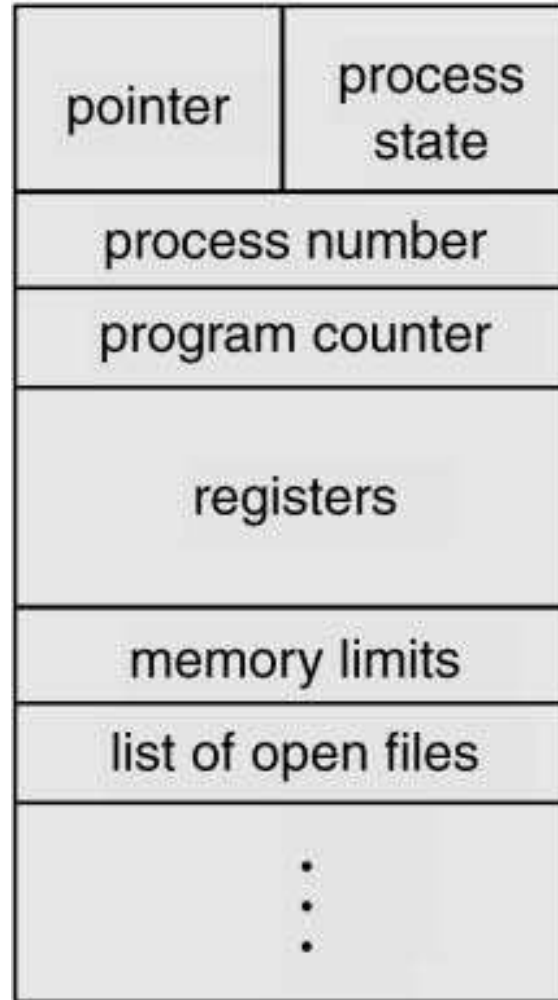 pointer
process
state
process number
program counter
registers
memory limits
list of open files